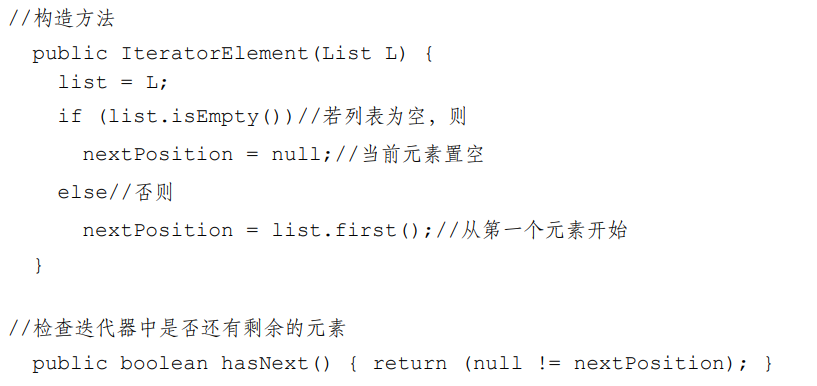 //构造方法
public IteratorElement(List L) {
list = L;
if (list.isEmpty())//若列表为空，则
nextPosition = null;//当前元素置空
else//否则
nextPosition = list.first();//从第一个元素开始
}
//检查迭代器中是否还有剩余的元素
public boolean hasNext() { return (null != nextPosition); }